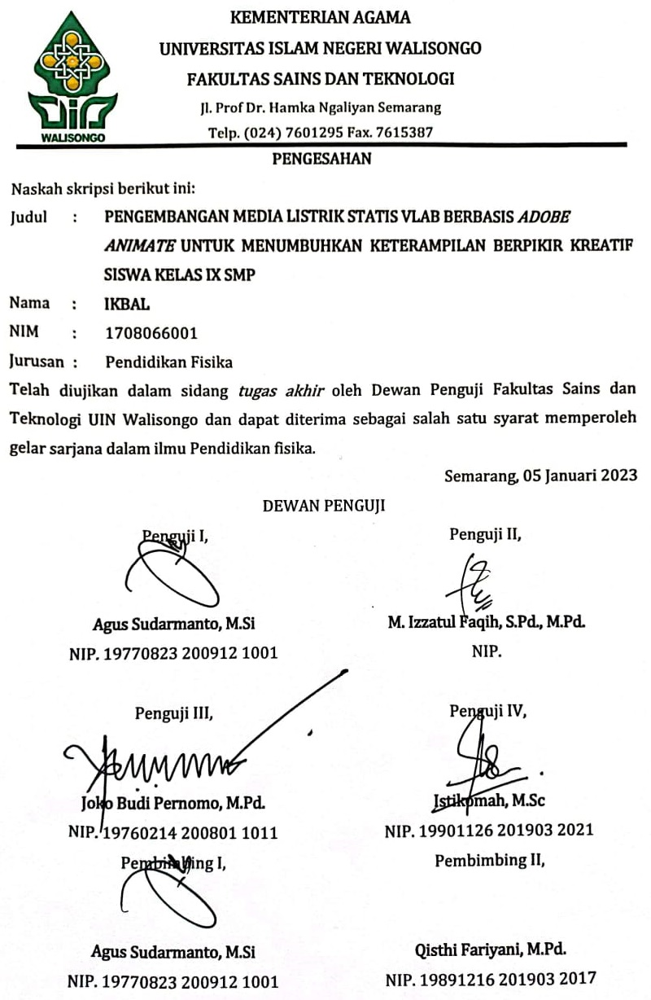 KEMENTERIAN AGAMA
UNIVERSITAS ISLAM NEGERI WALISONGO
FAKULTAS SAINS DAN TEKNOLOGI
Jl. Prof Dr. Hamka Ngaliyan Semarang
Telp. (024) 7601295 Fax. 7615387
UIN
WALISONGO
PENGESAHAN
Naskah skripsi berikut ini:
Judul : PENGEMBANGAN MEDIA LISTRIK STATIS VLAB BERBASIS ADOBE
ANIMATE UNTUK MENUMBUHKAN KETERAMPILAN BERPIKIR KREATIF
SISWA KELAS IX SMP
Nama : IKBAL
NIM : 1708066001
Jurusan : Pendidikan Fisika
Telah diujikan dalam sidang tugas akhir oleh Dewan Penguji Fakultas Sains dan
Teknologi UIN Walisongo dan dapat diterima sebagai salah satu syarat memperoleh
gelar sarjana dalam ilmu Pendidikan fisika.
Semarang, 05 Januari 2023
DEWAN PENGUJI
Penguji I, Penguji II,
Agus Sudarmanto, M.Si M. Izzatul Faqih, S.Pd., M.Pd.
NIP. 19770823 200912 1001 NIP.
Penguji III, Penguji IV,
Joko Budi Pernomo, M.Pd. Istikomah, M.Sc
NIP. 19760214 200801 1011 NIP. 19901126 201903 2021
Pembimbing I, Pembimbing II,
Agus Sudarmanto, M.Si Qisthi Fariyani, M.Pd.
NIP. 19770823 200912 1001 NIP. 19891216 201903 2017